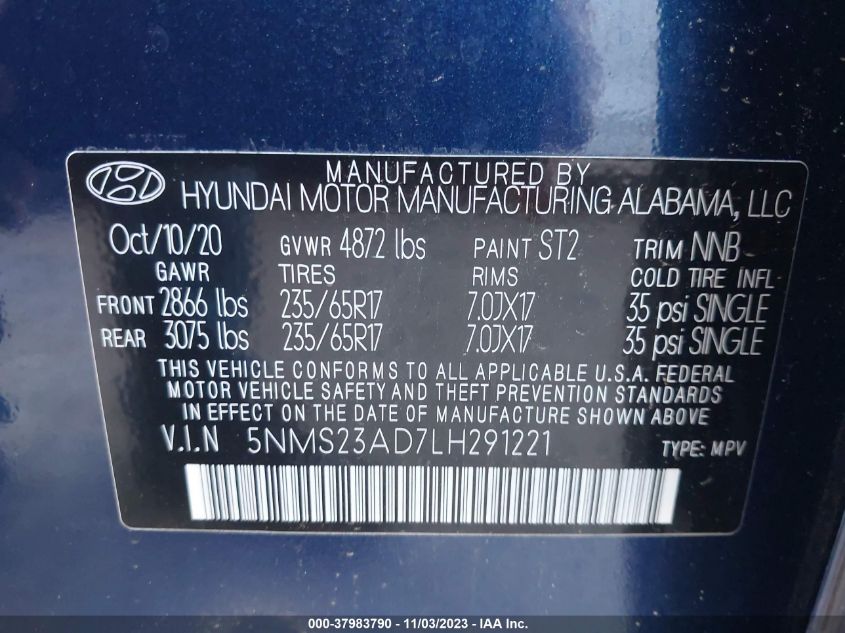 MANUFACTURED BY
HYUNDAI MOTOR MANUFACTURING ALABAMA, LLC
Oct/10/20 GVWR 4872 lbs PAINT ST2 TRIM NNB
GAWR TIRES RIMS COLD TIRE INFL
FRONT 2866 lbs 235/65R17 7.0JX17 35 psi SINGLE
REAR 3075 lbs 235/65R17 7.0JX17 35 psi SINGLE
THIS VEHICLE CONFORMS TO ALL APPLICABLE U.S.A. FEDERAL
MOTOR VEHICLE SAFETY AND THEFT PREVENTION STANDARDS
IN EFFECT ON THE DATE OF MANUFACTURE SHOWN ABOVE
V.I.N 5NMS23AD7LH291221 TYPE: MPV
000-37983790 - 11/03/2023 - IAA Inc.